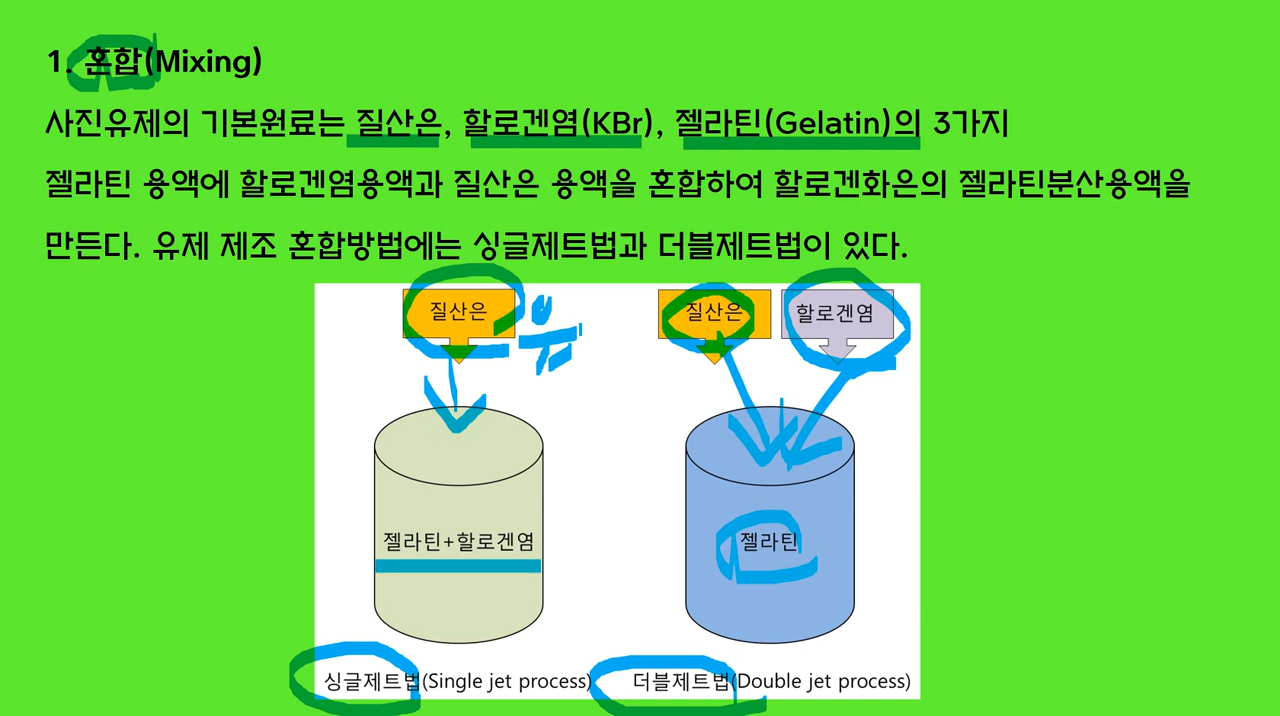 1. 혼합(Mixing)
사진유제의 기본원료는 질산은, 할로겐염(KBr), 젤라틴(Gelatin)의 3가지
젤라틴 용액에 할로겐염용액과 질산은 용액을 혼합하여 할로겐화은의 젤라틴분산용액을
만든다. 유제 제조 혼합방법에는 싱글제트법과 더블제트법이 있다.
질산은
질산은 할로겐염
젤라틴+할로겐염
젤라틴
싱글제트법(Single jet process)
더블제트법(Double jet process)